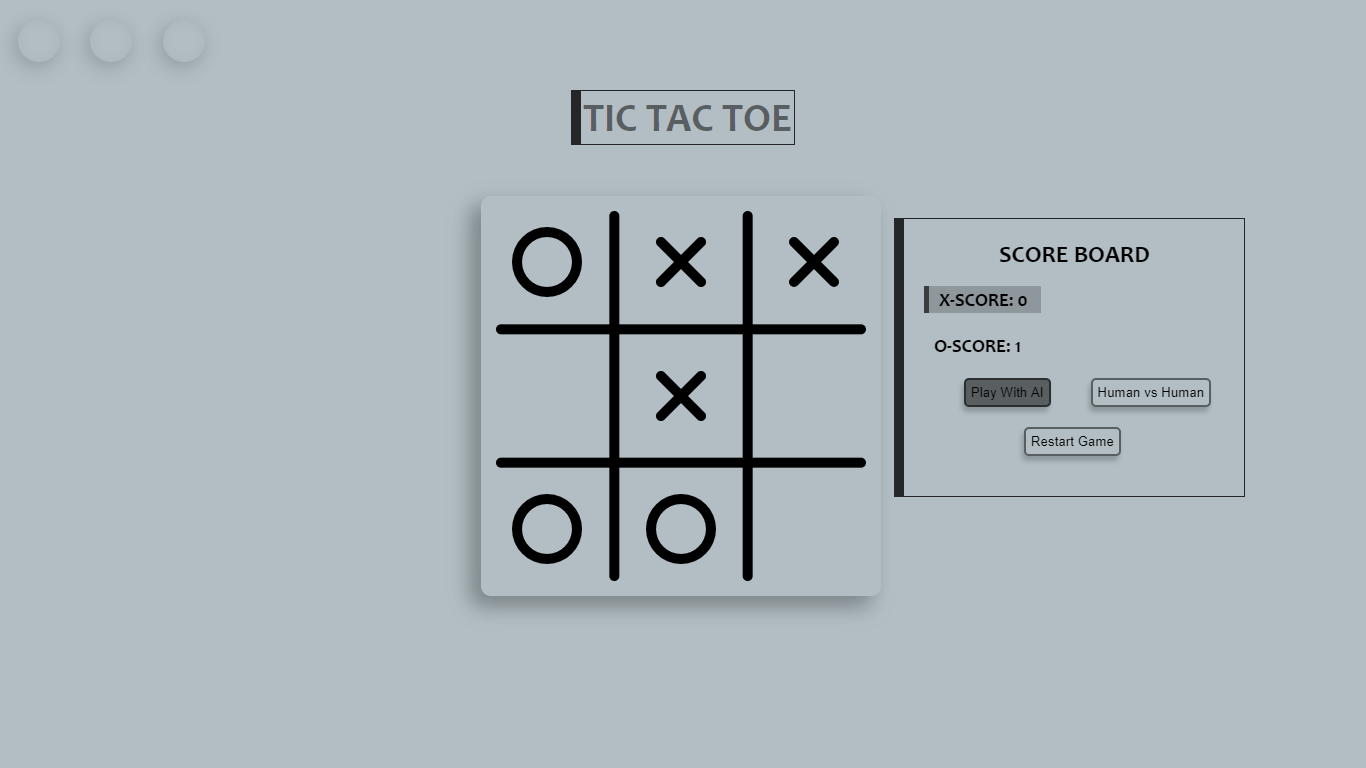 TIC TAC TOE
SCORE BOARD
X-SCORE: 0
O-SCORE: 1
Play With AI
Human vs Human
Restart Game